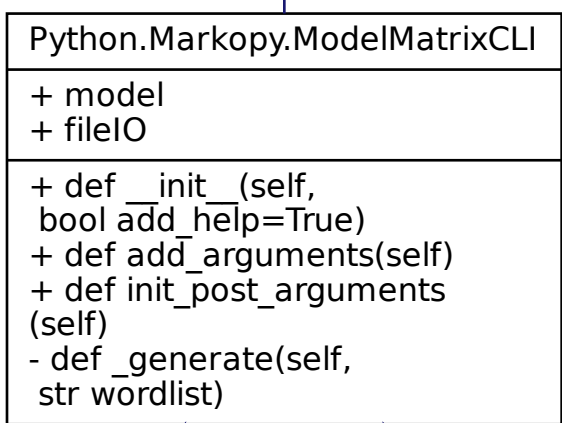 Python.Markopy.ModelMatrixCLI
+ model
+ fileIO
+ def __init__(self,
bool add_help=True)
+ def add_arguments(self)
+ def init_post_arguments
(self)
- def _generate(self,
str wordlist)